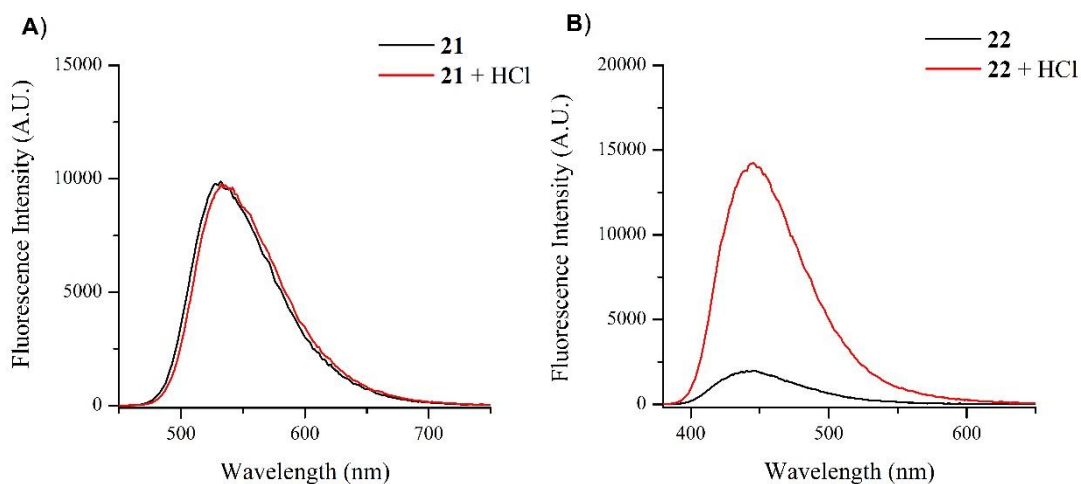 A)
21
21 + HCl
15000
10000
5000
0
Fluorescence Intensity (A.U.)
500 600 700
Wavelength (nm)
B)
22
22 + HCl
20000
15000
10000
5000
0
Fluorescence Intensity (A.U.)
400 500 600
Wavelength (nm)